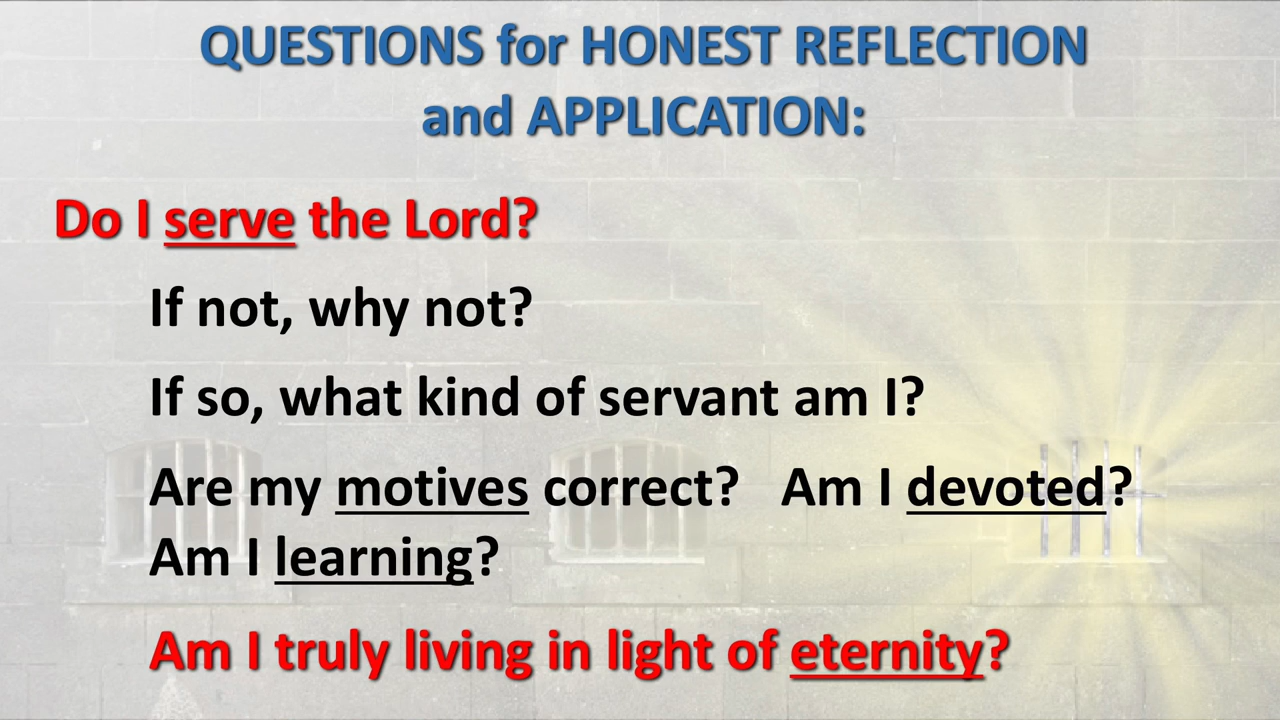 QUESTIONS for HONEST REFLECTION
and APPLICATION:
Do I serve the Lord?
If not, why not?
If so, what kind of servant am I?
Are my motives correct? Am I devoted?
Am I learning?
Am I truly living in light of eternity?